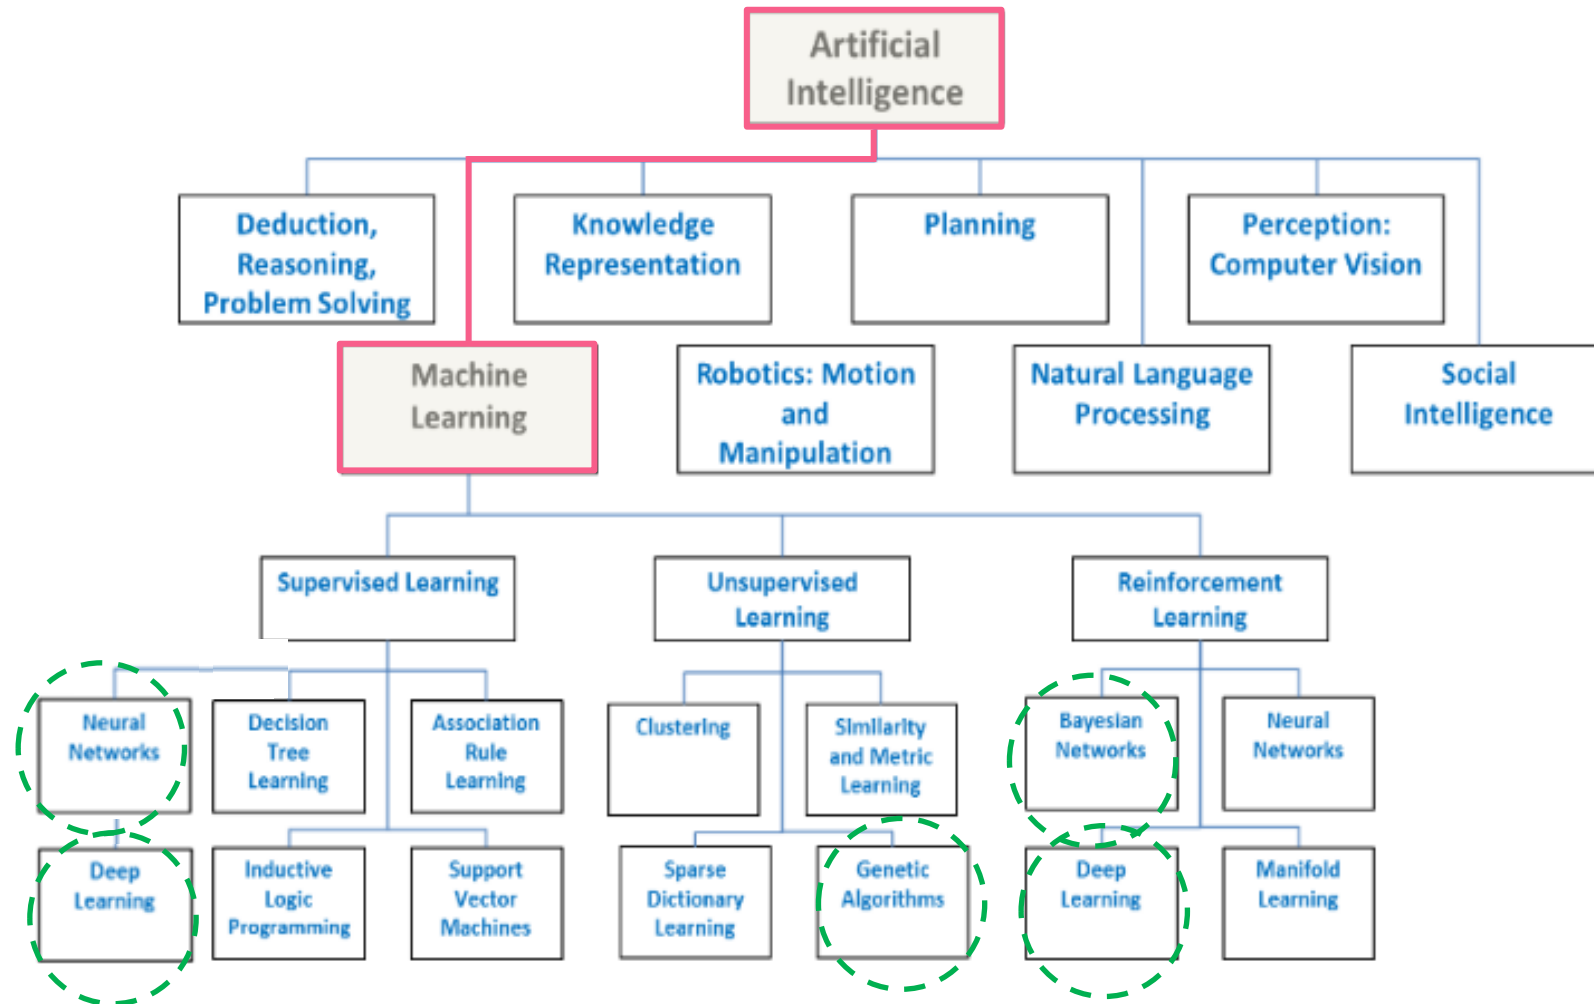 Artificial
Intelligence
Deduction,
Reasoning,
Problem Solving
Knowledge
Representation
Planning
Perception:
Computer Vision
Machine
Learning
Robotics: Motion
and
Manipulation
Natural Language
Processing
Social
Intelligence
Supervised Learning
Unsupervised
Learning
Reinforcement
Learning
Neural
Networks
Decision
Tree
Learning
Association
Rule
Learning
Clustering
Similarity
and Metric
Learning
Bayesian
Networks
Neural
Networks
Deep
Learning
Inductive
Logic
Programming
Support
Vector
Machines
Sparse
Dictionary
Learning
Genetic
Algorithms
Deep
Learning
Manifold
Learning